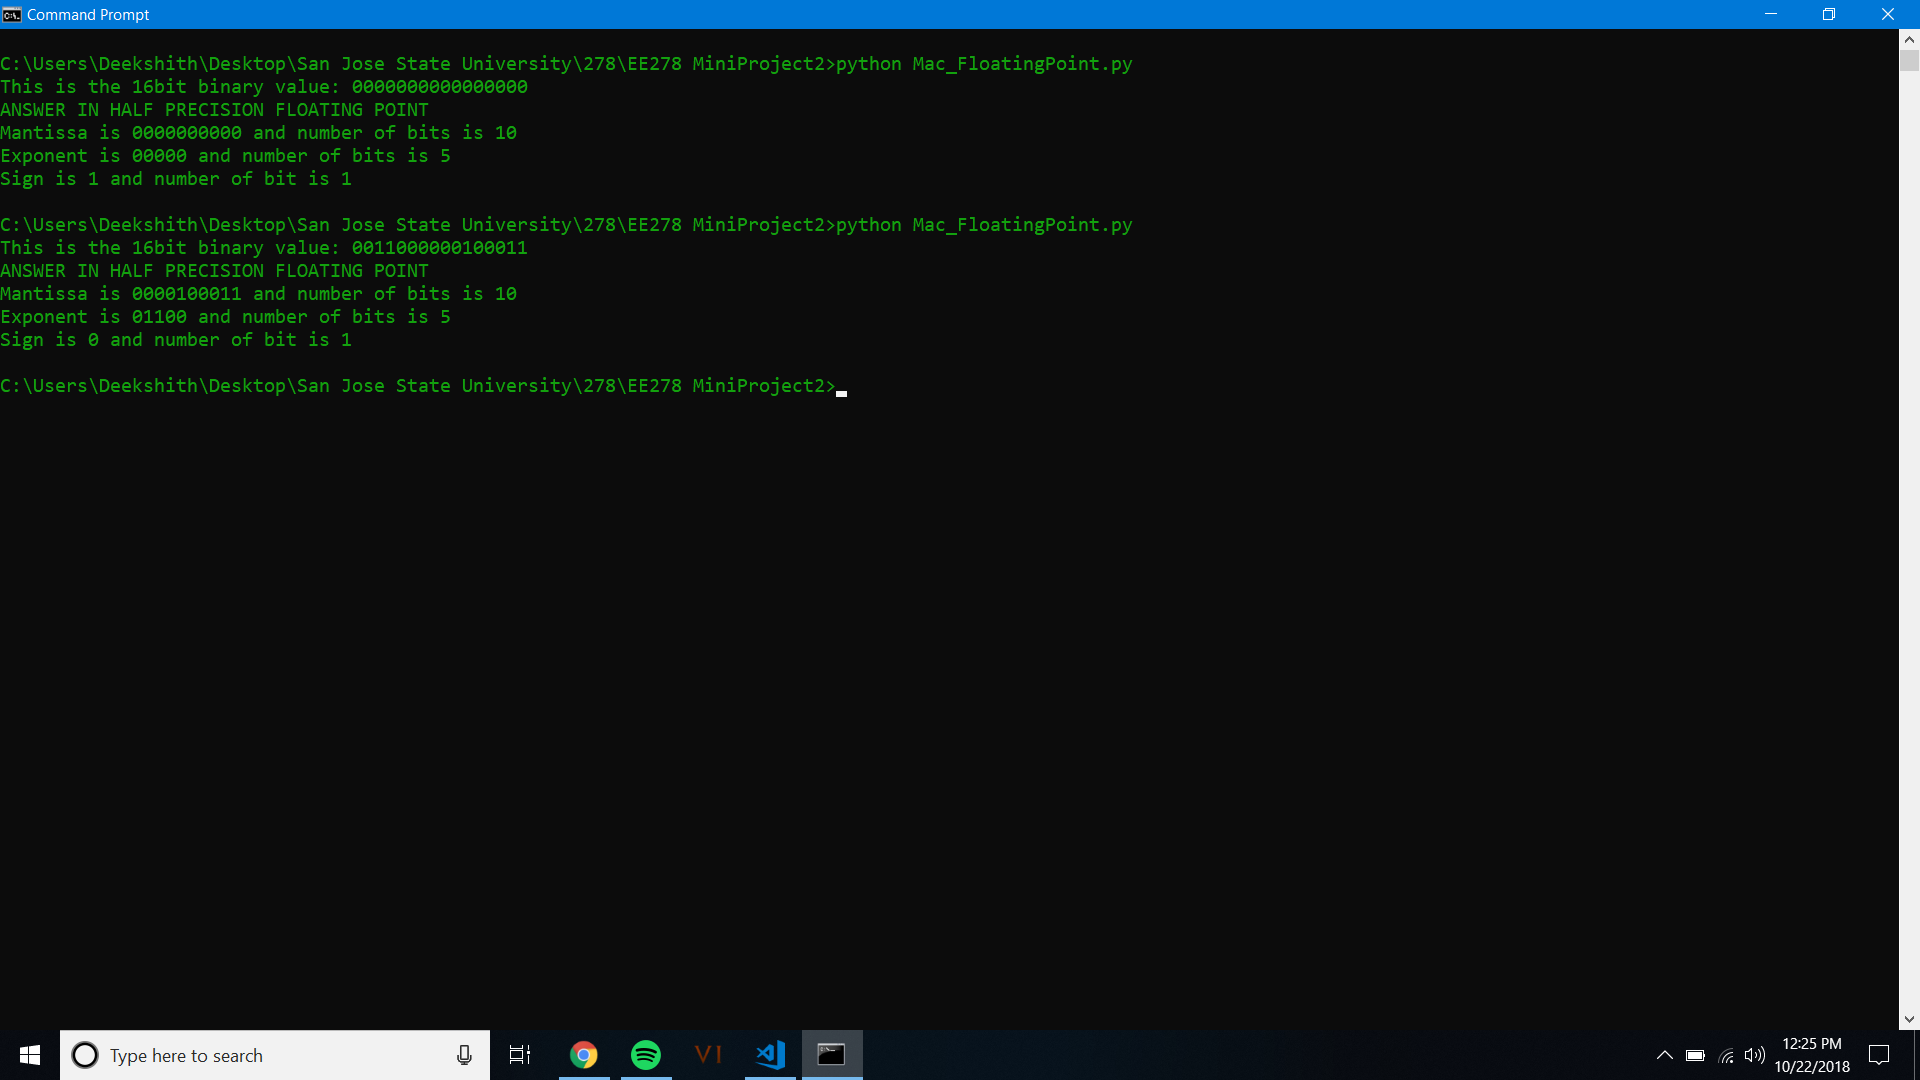 Command Prompt
C:\Users\Deekshith\Desktop\San Jose State University\278\EE278 MiniProject2>python Mac_FloatingPoint.py
This is the 16bit binary value: 0000000000000000
ANSWER IN HALF PRECISION FLOATING POINT
Mantissa is 0000000000 and number of bits is 10
Exponent is 00000 and number of bits is 5
Sign is 1 and number of bit is 1
C:\Users\Deekshith\Desktop\San Jose State University\278\EE278 MiniProject2>python Mac_FloatingPoint.py
This is the 16bit binary value: 0011000000100011
ANSWER IN HALF PRECISION FLOATING POINT
Mantissa is 0000100011 and number of bits is 10
Exponent is 01100 and number of bits is 5
Sign is 0 and number of bit is 1
C:\Users\Deekshith\Desktop\San Jose State University\278\EE278 MiniProject2>
Type here to search
VI
12:25 PM
10/22/2018